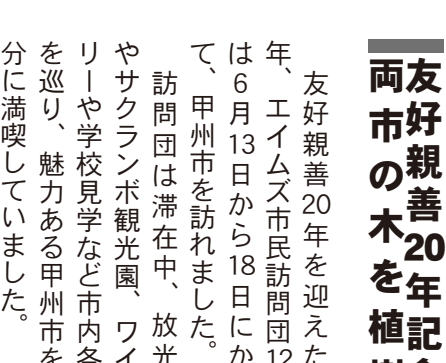 友好親善20年記
両市の木を植
友好親善20年を迎えた
年、エイムズ市民訪問団12
は6月13日から18日にか
て、甲州市を訪れました。
訪問団は滞在中、放光
やサクランボ観光園、ワイ
リーや学校見学など市内各
を巡り、魅力ある甲州市を
分に満喫していました。